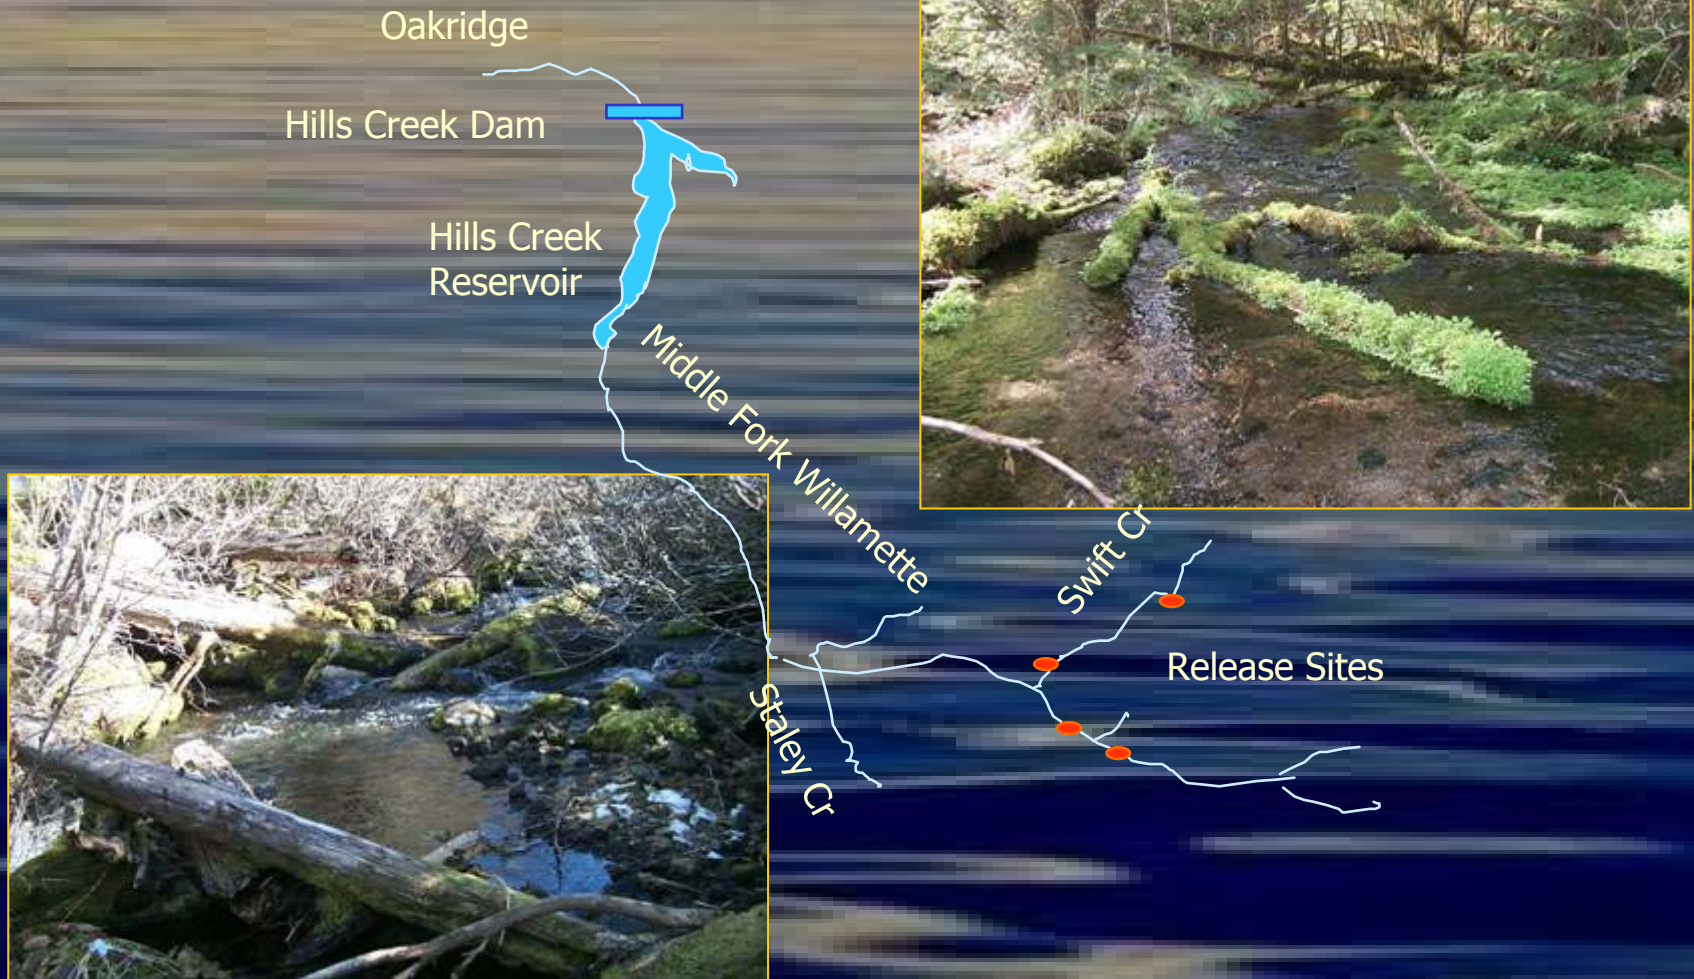 Oakridge
Hills Creek Dam
Hills Creek
Reservoir
Middle Fork Willamette
Swift Cr
Release Sites
Staley Cr